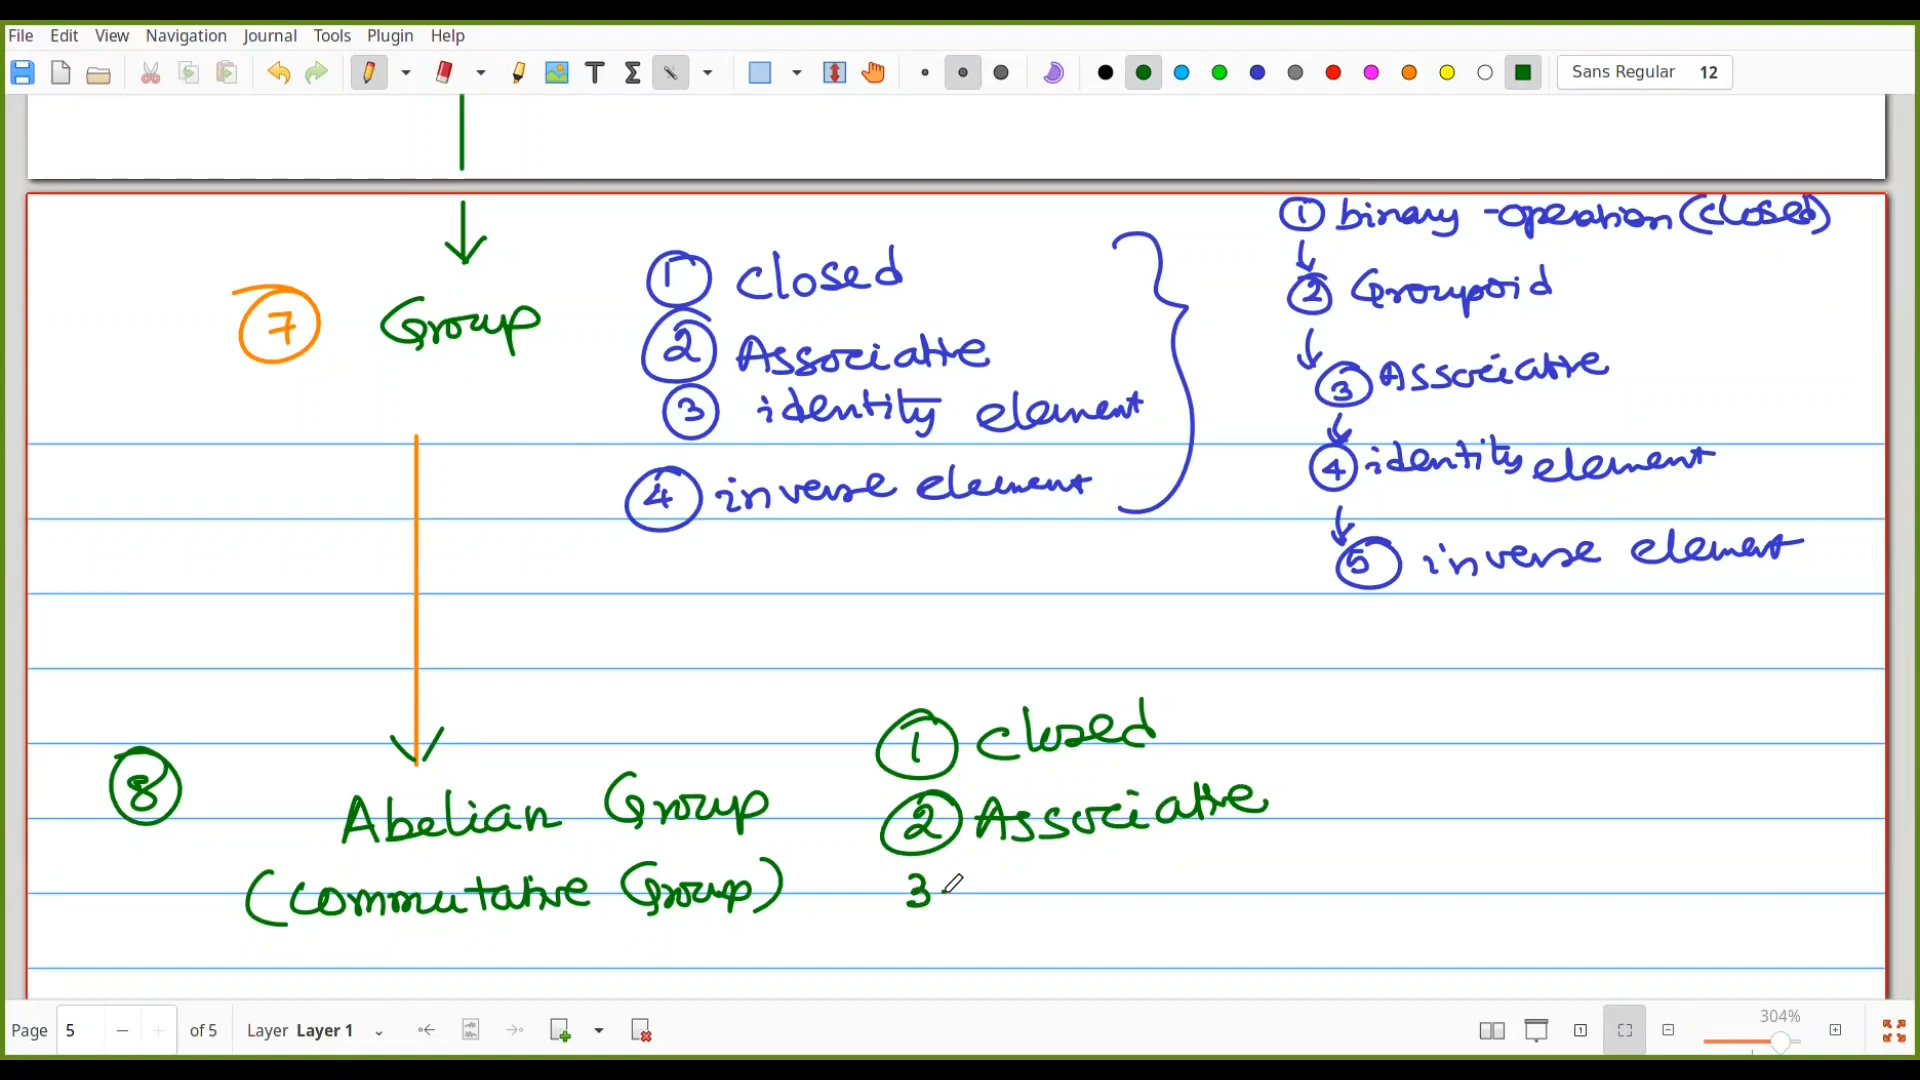 File Edit View Navigation Journal Tools Plugin Help
Sans Regular 12
7 Group
1 Closed
2 Associative
3 identity element
4 inverse element
1 binary -operation (closed)
2 Groupoid
3 Associative
4 identity element
5 inverse element
8 Abelian Group
(Commutative Group)
1 Closed
2 Associative
3
Page 5 of 5 Layer Layer 1 304%